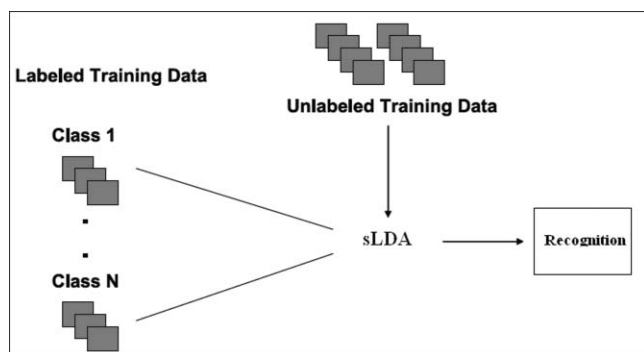 Labeled Training Data
Unlabeled Training Data
Class 1
sLDA
Recognition
Class N